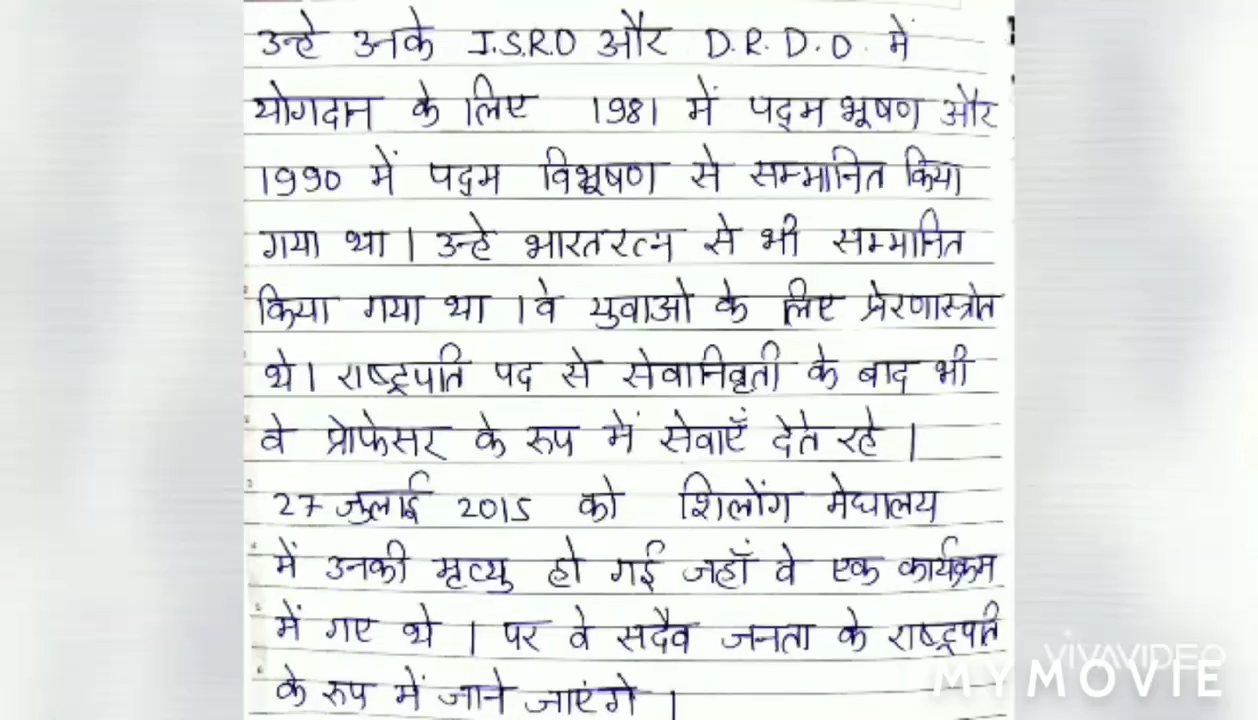 उन्हे उनके I.S.R.O और D.R.D.O. में
योगदान के लिए 1981 में पद्म भूषण और
1990 में पद्म विभूषण से सम्मानित किया
गया था । उन्हे भारतरत्न से भी सम्मानित
किया गया था । वे युवाओ के लिए प्रेरणास्त्रोत
थे। राष्ट्रपति पद से सेवानिवृती के बाद भी
वे प्रोफेसर के रुप में सेवाएँ देते रहे ।
27 जुलाई 2015 को शिलोंग मेघालय
में उनकी मृत्यु हो गई जहाँ वे एक कार्यक्रम
में गए थे । पर वे सदैव जनता के राष्ट्रपति
के रुप में जाने जाएंगे ।
VIVAVIDEO
MYMOVIE